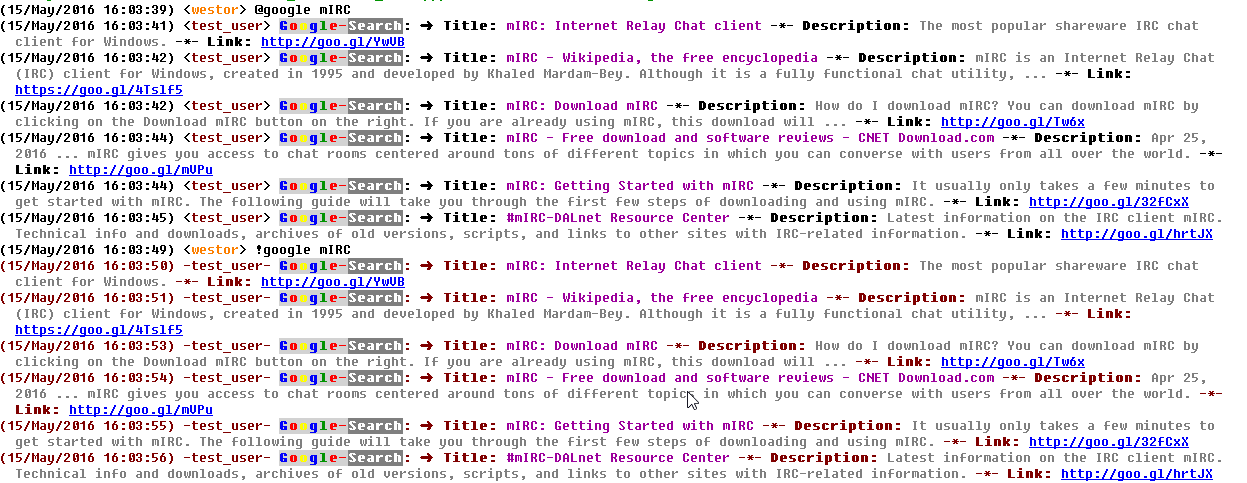 (15/May/2016 16:03:39) <westor> @google mIRC
(15/May/2016 16:03:41) <test_user> Google-Search: → Title: mIRC: Internet Relay Chat client -*- Description: The most popular shareware IRC chat
client for Windows. -*- Link: http://goo.gl/YwVB
(15/May/2016 16:03:42) <test_user> Google-Search: → Title: mIRC - Wikipedia, the free encyclopedia -*- Description: mIRC is an Internet Relay Chat
(IRC) client for Windows, created in 1995 and developed by Khaled Mardam-Bey. Although it is a fully functional chat utility, ... -*- Link:
https://goo.gl/4Tslf5
(15/May/2016 16:03:42) <test_user> Google-Search: → Title: mIRC: Download mIRC -*- Description: How do I download mIRC? You can download mIRC by
clicking on the Download mIRC button on the right. If you are already using mIRC, this download will ... -*- Link: http://goo.gl/Tw6x
(15/May/2016 16:03:44) <test_user> Google-Search: → Title: mIRC - Free download and software reviews - CNET Download.com -*- Description: Apr 25,
2016 ... mIRC gives you access to chat rooms centered around tons of different topics in which you can converse with users from all over the world. -*-
Link: http://goo.gl/mVPu
(15/May/2016 16:03:44) <test_user> Google-Search: → Title: mIRC: Getting Started with mIRC -*- Description: It usually only takes a few minutes to
get started with mIRC. The following guide will take you through the first few steps of downloading and using mIRC. -*- Link: http://goo.gl/32fCxX
(15/May/2016 16:03:45) <test_user> Google-Search: → Title: #mIRC-DALnet Resource Center -*- Description: Latest information on the IRC client mIRC.
Technical info and downloads, archives of old versions, scripts, and links to other sites with IRC-related information. -*- Link: http://goo.gl/hrtJX
(15/May/2016 16:03:49) <westor> !google mIRC
(15/May/2016 16:03:50) -test_user- Google-Search: → Title: mIRC: Internet Relay Chat client -*- Description: The most popular shareware IRC chat
client for Windows. -*- Link: http://goo.gl/YwVB
(15/May/2016 16:03:51) -test_user- Google-Search: → Title: mIRC - Wikipedia, the free encyclopedia -*- Description: mIRC is an Internet Relay Chat
(IRC) client for Windows, created in 1995 and developed by Khaled Mardam-Bey. Although it is a fully functional chat utility, ... -*- Link:
https://goo.gl/4Tslf5
(15/May/2016 16:03:53) -test_user- Google-Search: → Title: mIRC: Download mIRC -*- Description: How do I download mIRC? You can download mIRC by
clicking on the Download mIRC button on the right. If you are already using mIRC, this download will ... -*- Link: http://goo.gl/Tw6x
(15/May/2016 16:03:54) -test_user- Google-Search: → Title: mIRC - Free download and software reviews - CNET Download.com -*- Description: Apr 25,
2016 ... mIRC gives you access to chat rooms centered around tons of different topics in which you can converse with users from all over the world. -*-
Link: http://goo.gl/mVPu
(15/May/2016 16:03:55) -test_user- Google-Search: → Title: mIRC: Getting Started with mIRC -*- Description: It usually only takes a few minutes to
get started with mIRC. The following guide will take you through the first few steps of downloading and using mIRC. -*- Link: http://goo.gl/32fCxX
(15/May/2016 16:03:56) -test_user- Google-Search: → Title: #mIRC-DALnet Resource Center -*- Description: Latest information on the IRC client mIRC.
Technical info and downloads, archives of old versions, scripts, and links to other sites with IRC-related information. -*- Link: http://goo.gl/hrtJX